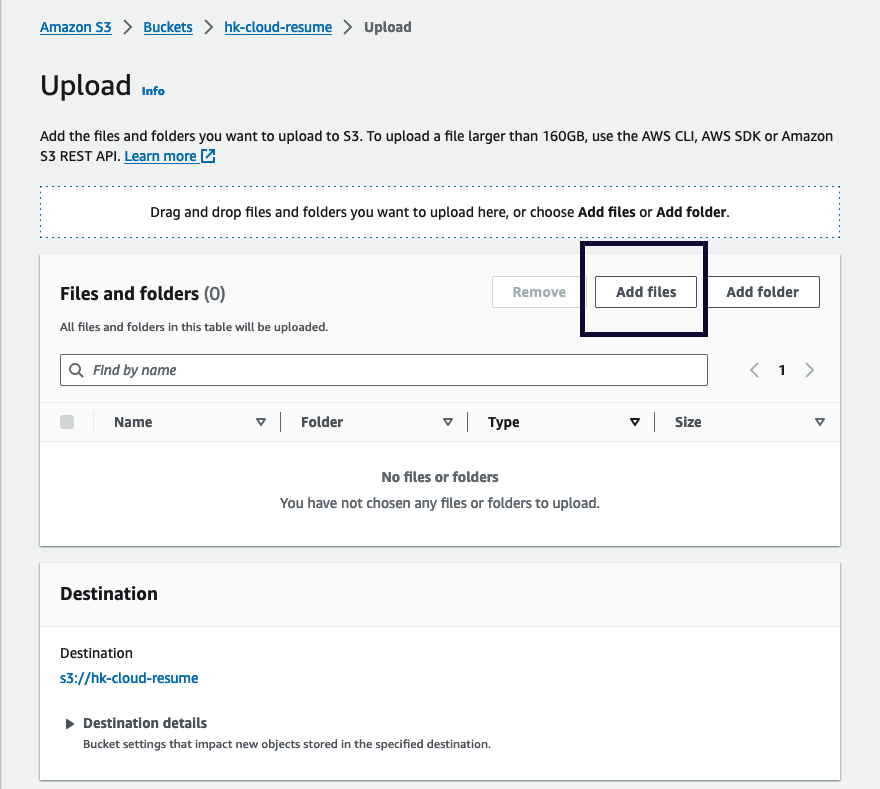 Amazon S3 > Buckets > hk-cloud-resume > Upload
Upload Info
Add the files and folders you want to upload to S3. To upload a file larger than 160GB, use the AWS CLI, AWS SDK or Amazon
S3 REST API. Learn more
Drag and drop files and folders you want to upload here, or choose Add files or Add folder.
Files and folders (0)
Remove Add files Add folder
All files and folders in this table will be uploaded.
Find by name
< 1 >
Name Folder Type Size
No files or folders
You have not chosen any files or folders to upload.
Destination
Destination
s3://hk-cloud-resume
Destination details
Bucket settings that impact new objects stored in the specified destination.